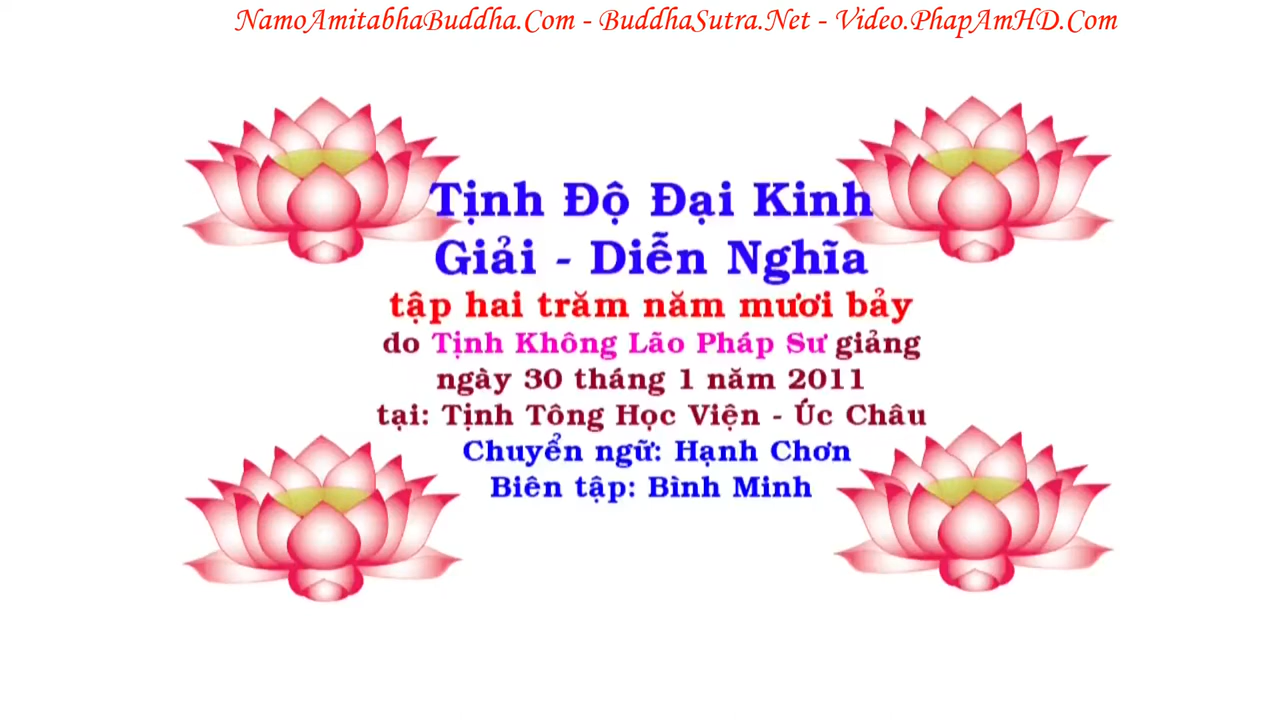 NamoAmitabhaBuddha.Com - BuddhaSutra.Net - Video.PhapAmHD.Com
Tịnh Độ Đại Kinh
Giải - Diễn Nghĩa
tập hai trăm năm mươi bảy
do Tịnh Không Lão Pháp Sư giảng
ngày 30 tháng 1 năm 2011
tại: Tịnh Tông Học Viện - Úc Châu
Chuyển ngữ: Hạnh Chơn
Biên tập: Bình Minh